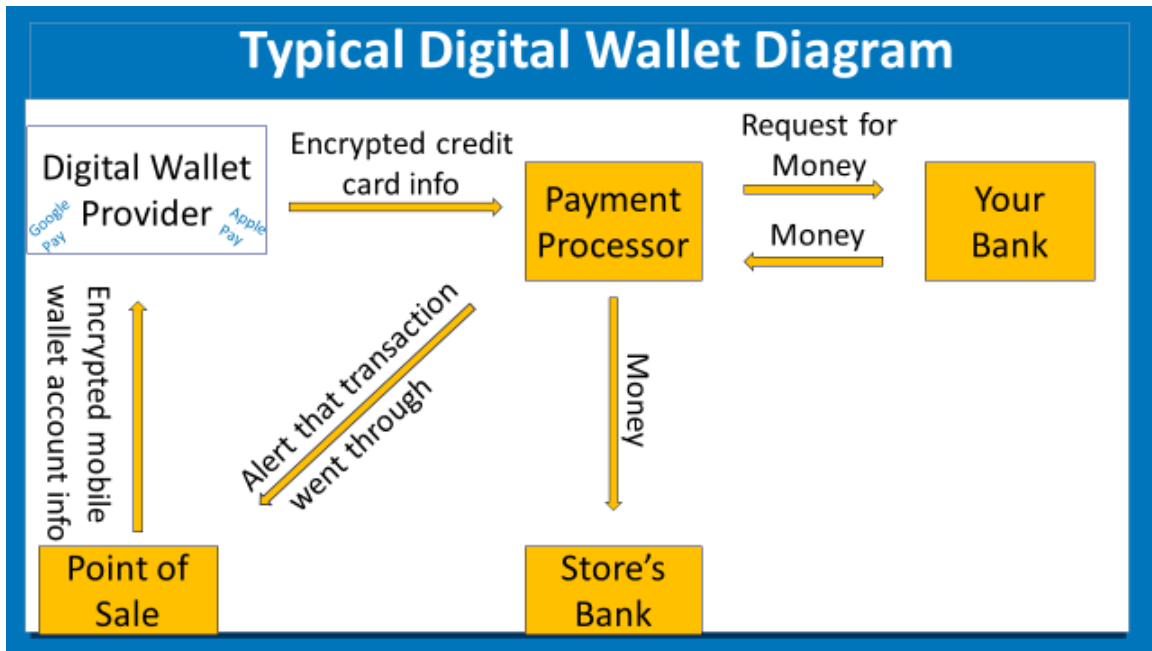 Typical Digital Wallet Diagram
Digital Wallet
Provider
Google
Pay
Apple
Pay
Encrypted credit
card info
Payment
Processor
Request for
Money
Money
Your
Bank
Encrypted mobile
wallet account info
Alert that transaction
went through
Money
Point of
Sale
Store's
Bank